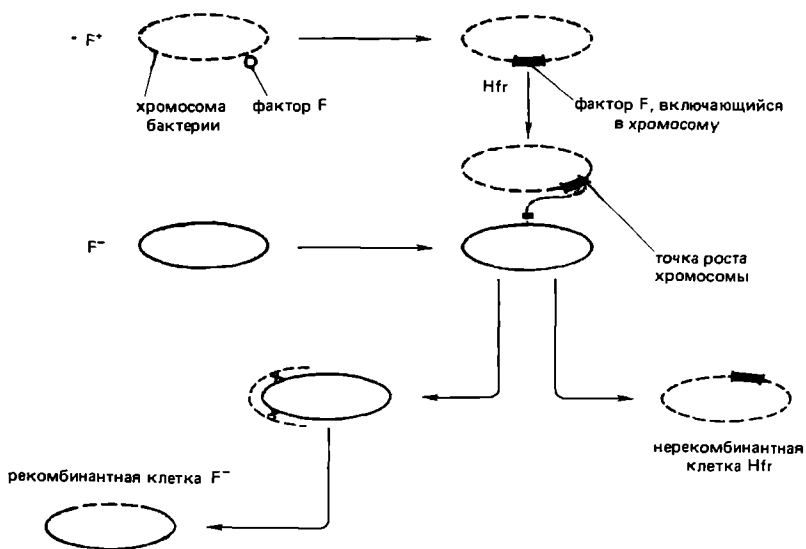 F⁺
хромосома
бактерии
фактор F
Hfr
фактор F, включающийся
в хромосому
F⁻
точка роста
хромосомы
нерекомбинантная
клетка Hfr
рекомбинантная клетка F⁻